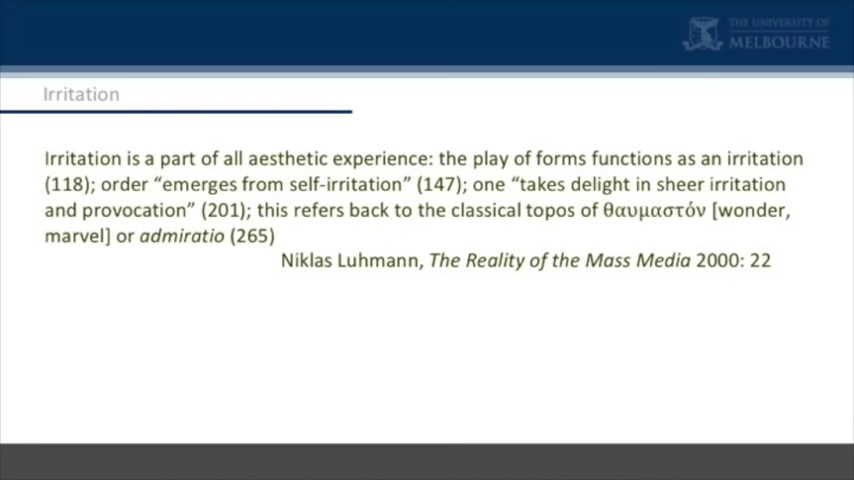 THE UNIVERSITY OF
MELBOURNE
Irritation
Irritation is a part of all aesthetic experience: the play of forms functions as an irritation
(118); order “emerges from self-irritation” (147); one “takes delight in sheer irritation
and provocation” (201); this refers back to the classical topos of θαυμαστόν [wonder,
marvel] or admiratio (265)
Niklas Luhmann, The Reality of the Mass Media 2000: 22